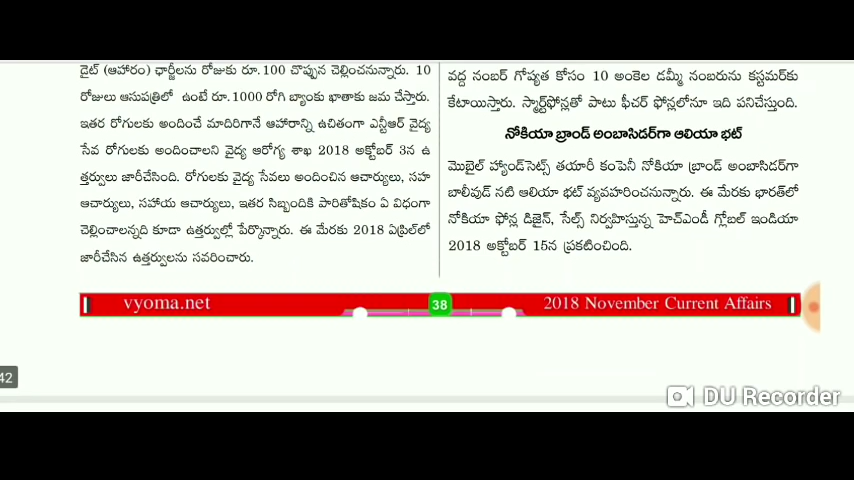 డైట్ (ఆహారం) ఛార్జీలను రోజుకు రూ.100 చొప్పున చెల్లించనున్నారు. 10
రోజులు ఆసుపత్రిలో ఉంటే రూ.1000 రోగి బ్యాంకు ఖాతాకు జమ చేస్తారు.
ఇతర రోగులకు అందించే మాదిరిగానే ఆహారాన్ని ఉచితంగా ఎన్టీఆర్ వైద్య
సేవ రోగులకు అందించాలని వైద్య ఆరోగ్య శాఖ 2018 అక్టోబర్ 3న ఉ
త్తర్వులు జారీచేసింది. రోగులకు వైద్య సేవలు అందించిన ఆచార్యులు, సహ
ఆచార్యులు, సహాయ ఆచార్యులు, ఇతర సిబ్బందికి పారితోషికం ఏ విధంగా
చెల్లించాలన్నది కూడా ఉత్తర్వుల్లో పేర్కొన్నారు. ఈ మేరకు 2018 ఏప్రిల్‌లో
జారీచేసిన ఉత్తర్వులను సవరించారు.
వద్ద నంబర్ గోప్యత కోసం 10 అంకెల డమ్మీ నంబరును కస్టమర్‌కు
కేటాయిస్తారు. స్మార్ట్‌ఫోన్లతో పాటు ఫీచర్ ఫోన్లలోనూ ఇది పనిచేస్తుంది.
నోకియా బ్రాండ్ అంబాసిడర్‌గా ఆలియా భట్
మొబైల్ హ్యాండ్‌సెట్స్ తయారీ కంపెనీ నోకియా బ్రాండ్ అంబాసిడర్‌గా
బాలీవుడ్ నటి ఆలియా భట్ వ్యవహరించనున్నారు. ఈ మేరకు భారత్‌లో
నోకియా ఫోన్ల డిజైన్, సేల్స్ నిర్వహిస్తున్న హెచ్ఎండీ గ్లోబల్ ఇండియా
2018 అక్టోబర్ 15న ప్రకటించింది.
vyoma.net 38 2018 November Current Affairs
42
DU Recorder